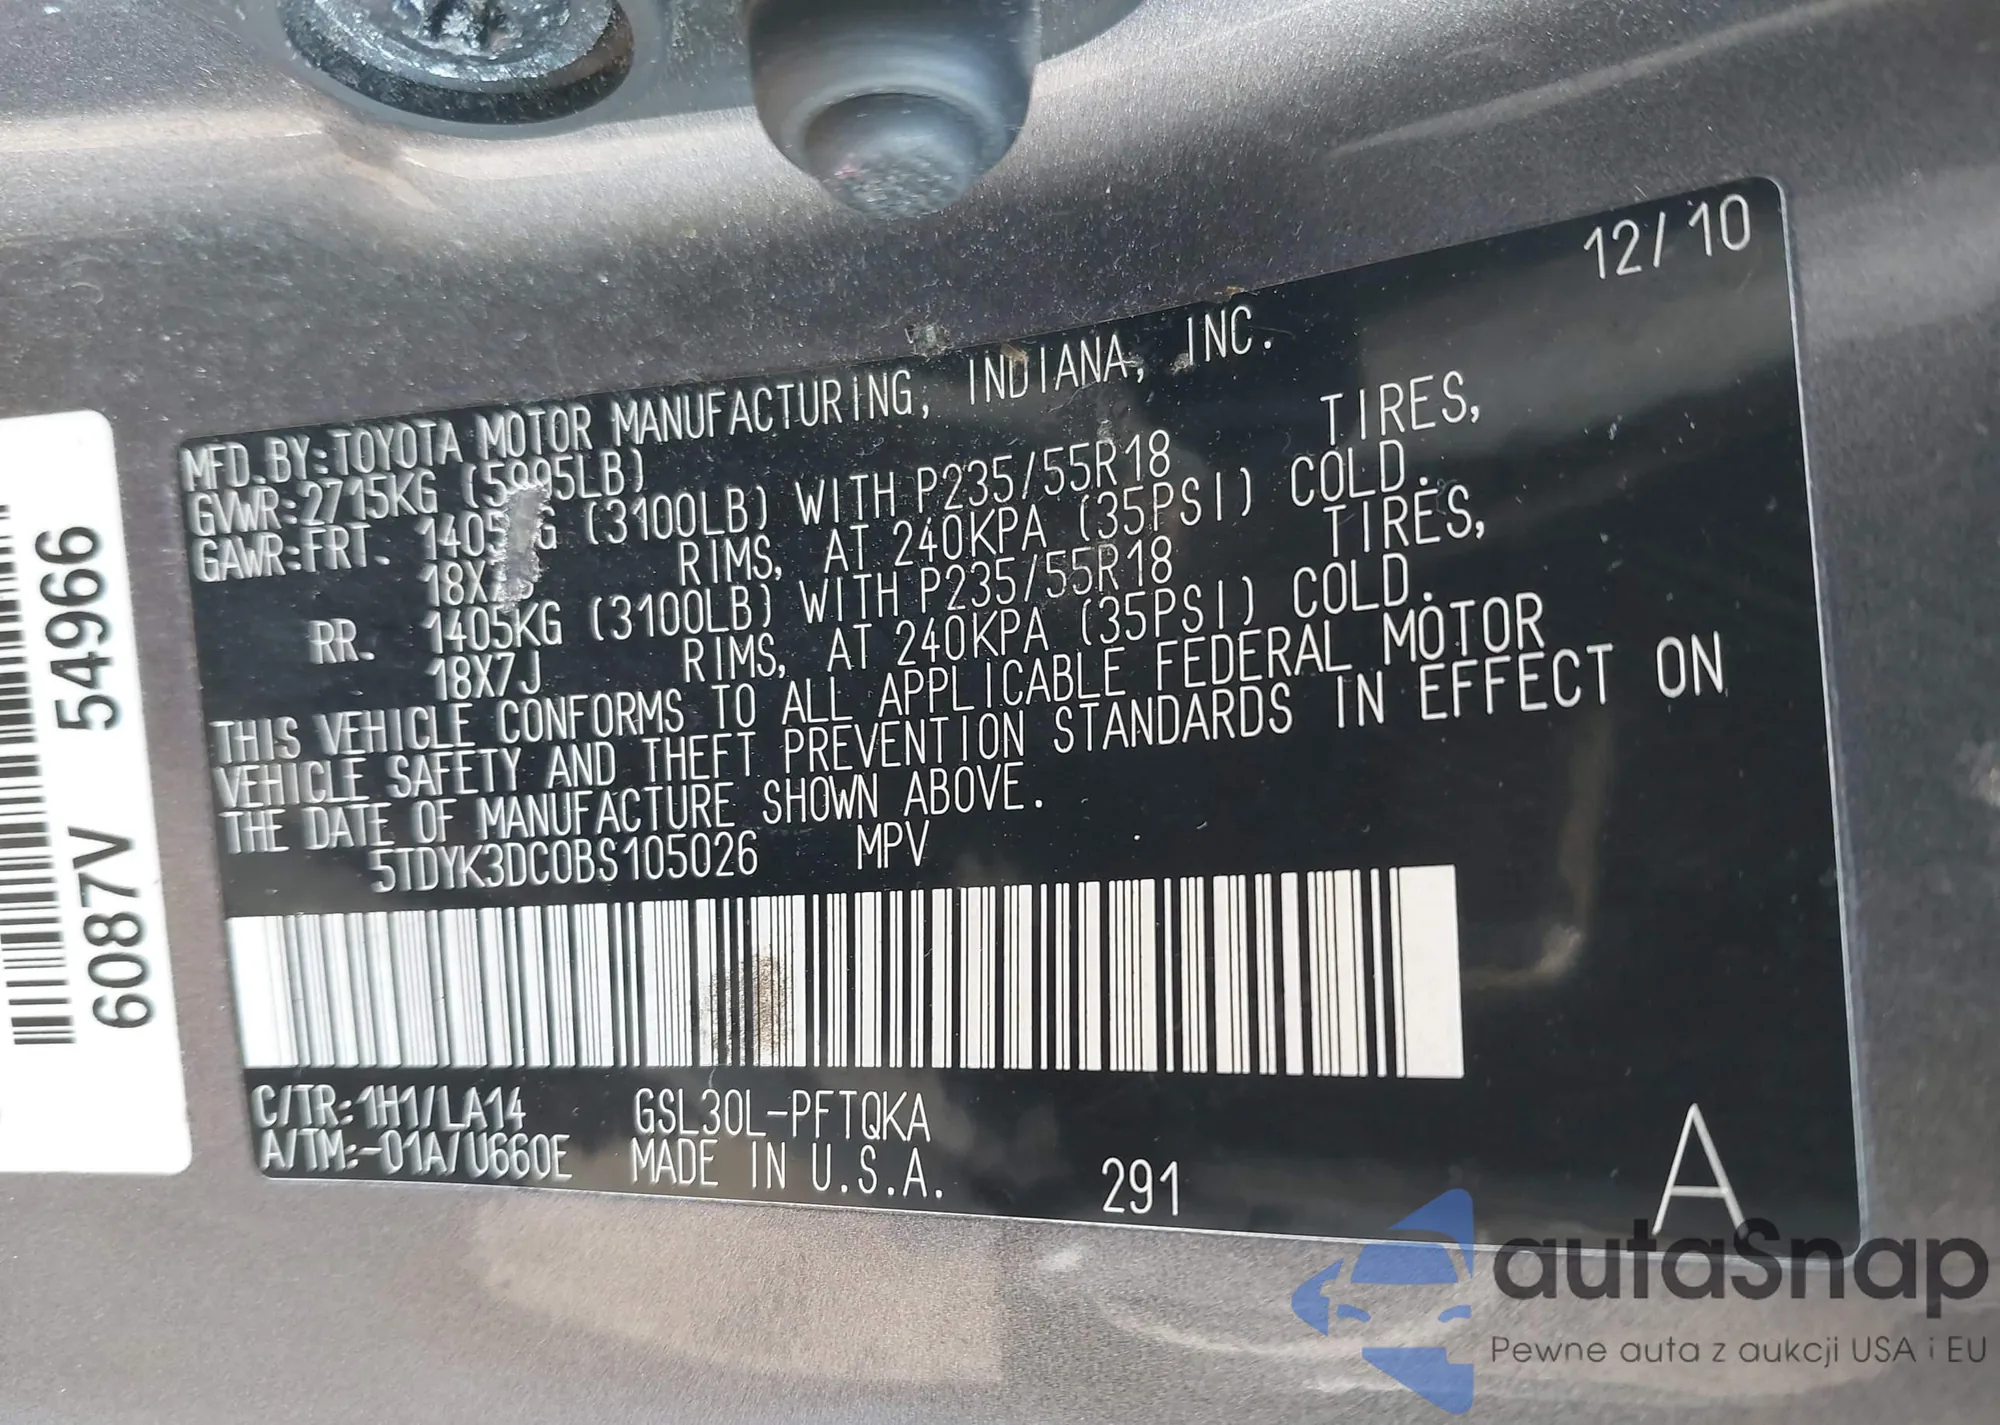 12/10
MFD.BY:TOYOTA MOTOR MANUFACTURING, INDIANA, INC.
GVWR:2715KG (5995LB)
GAWR:FRT. 1405KG (3100LB) WITH P235/55R18 TIRES,
18X7J RIMS, AT 240KPA (35PSI) COLD.
RR. 1405KG (3100LB) WITH P235/55R18 TIRES,
18X7J RIMS, AT 240KPA (35PSI) COLD.
THIS VEHICLE CONFORMS TO ALL APPLICABLE FEDERAL MOTOR
VEHICLE SAFETY AND THEFT PREVENTION STANDARDS IN EFFECT ON
THE DATE OF MANUFACTURE SHOWN ABOVE.
5TDYK3DC0BS105026 MPV
C/TR:1H1/LA14 GSL30L-PFTQKA
A/TM:-01A/U660E MADE IN U.S.A. 291 A
6087V 54966
autaSnap
Pewne auta z aukcji USA i EU